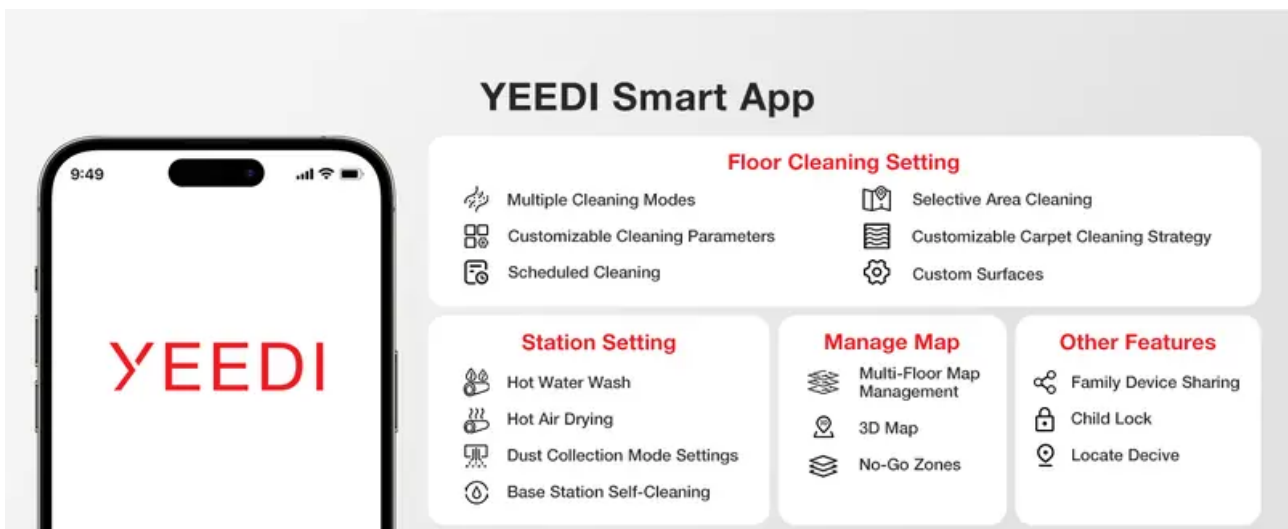 YEEDI Smart App
9:49
YEEDI
Floor Cleaning Setting
Multiple Cleaning Modes
Customizable Cleaning Parameters
Scheduled Cleaning
Selective Area Cleaning
Customizable Carpet Cleaning Strategy
Custom Surfaces
Station Setting
Hot Water Wash
Hot Air Drying
Dust Collection Mode Settings
Base Station Self-Cleaning
Manage Map
Multi-Floor Map
Management
3D Map
No-Go Zones
Other Features
Family Device Sharing
Child Lock
Locate Decive